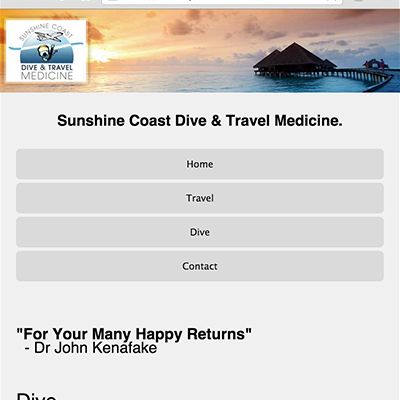 SUNSHINE COAST
DIVE & TRAVEL
MEDICINE
Sunshine Coast Dive & Travel Medicine.
Home
Travel
Dive
Contact
"For Your Many Happy Returns"
- Dr John Kenafake
Dive